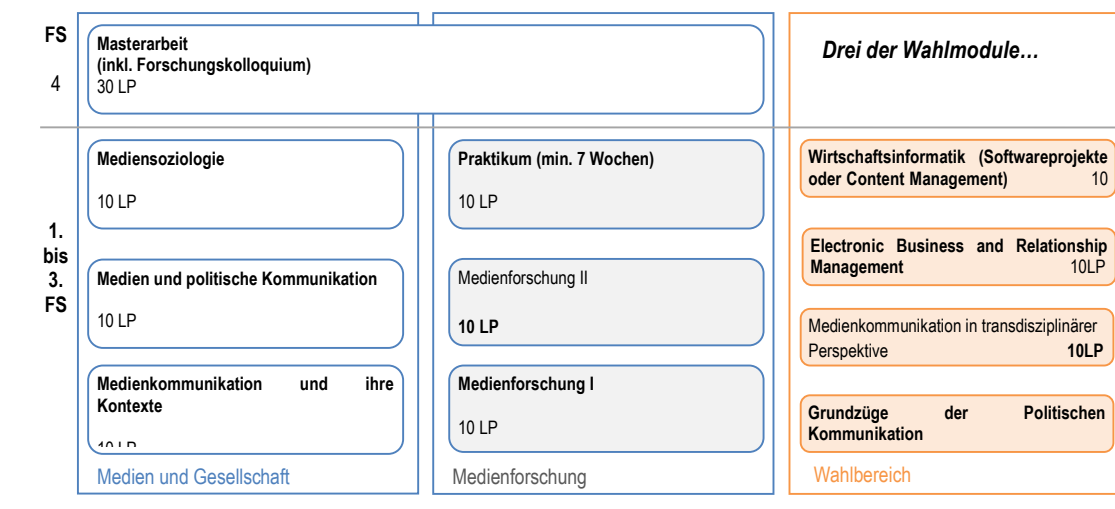 FS
4
Masterarbeit
(inkl. Forschungskolloquium)
30 LP
Drei der Wahlmodule…
1.
bis
3.
FS
Mediensoziologie
10 LP
Medien und politische Kommunikation
10 LP
Medienkommunikation und ihre
Kontexte
10 LP
Medien und Gesellschaft
Praktikum (min. 7 Wochen)
10 LP
Medienforschung II
10 LP
Medienforschung I
10 LP
Medienforschung
Wirtschaftsinformatik (Softwareprojekte
oder Content Management) 10
Electronic Business and Relationship
Management 10LP
Medienkommunikation in transdisziplinärer
Perspektive 10LP
Grundzüge der Politischen
Kommunikation
Wahlbereich